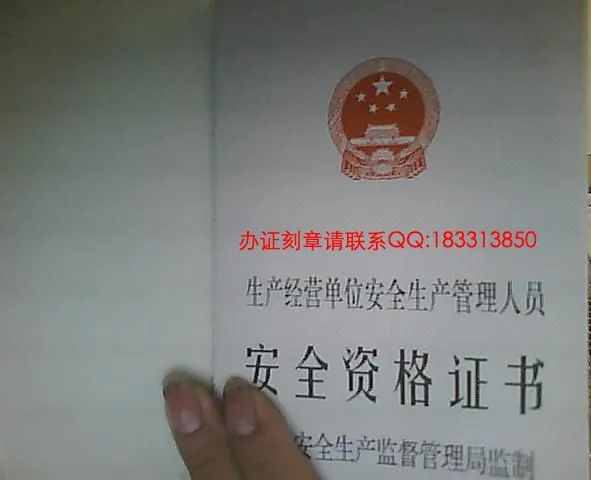 办证刻章请联系QQ:183313850
生产经营单位安全生产管理人员
安全资格证书
安全生产监督管理局监制